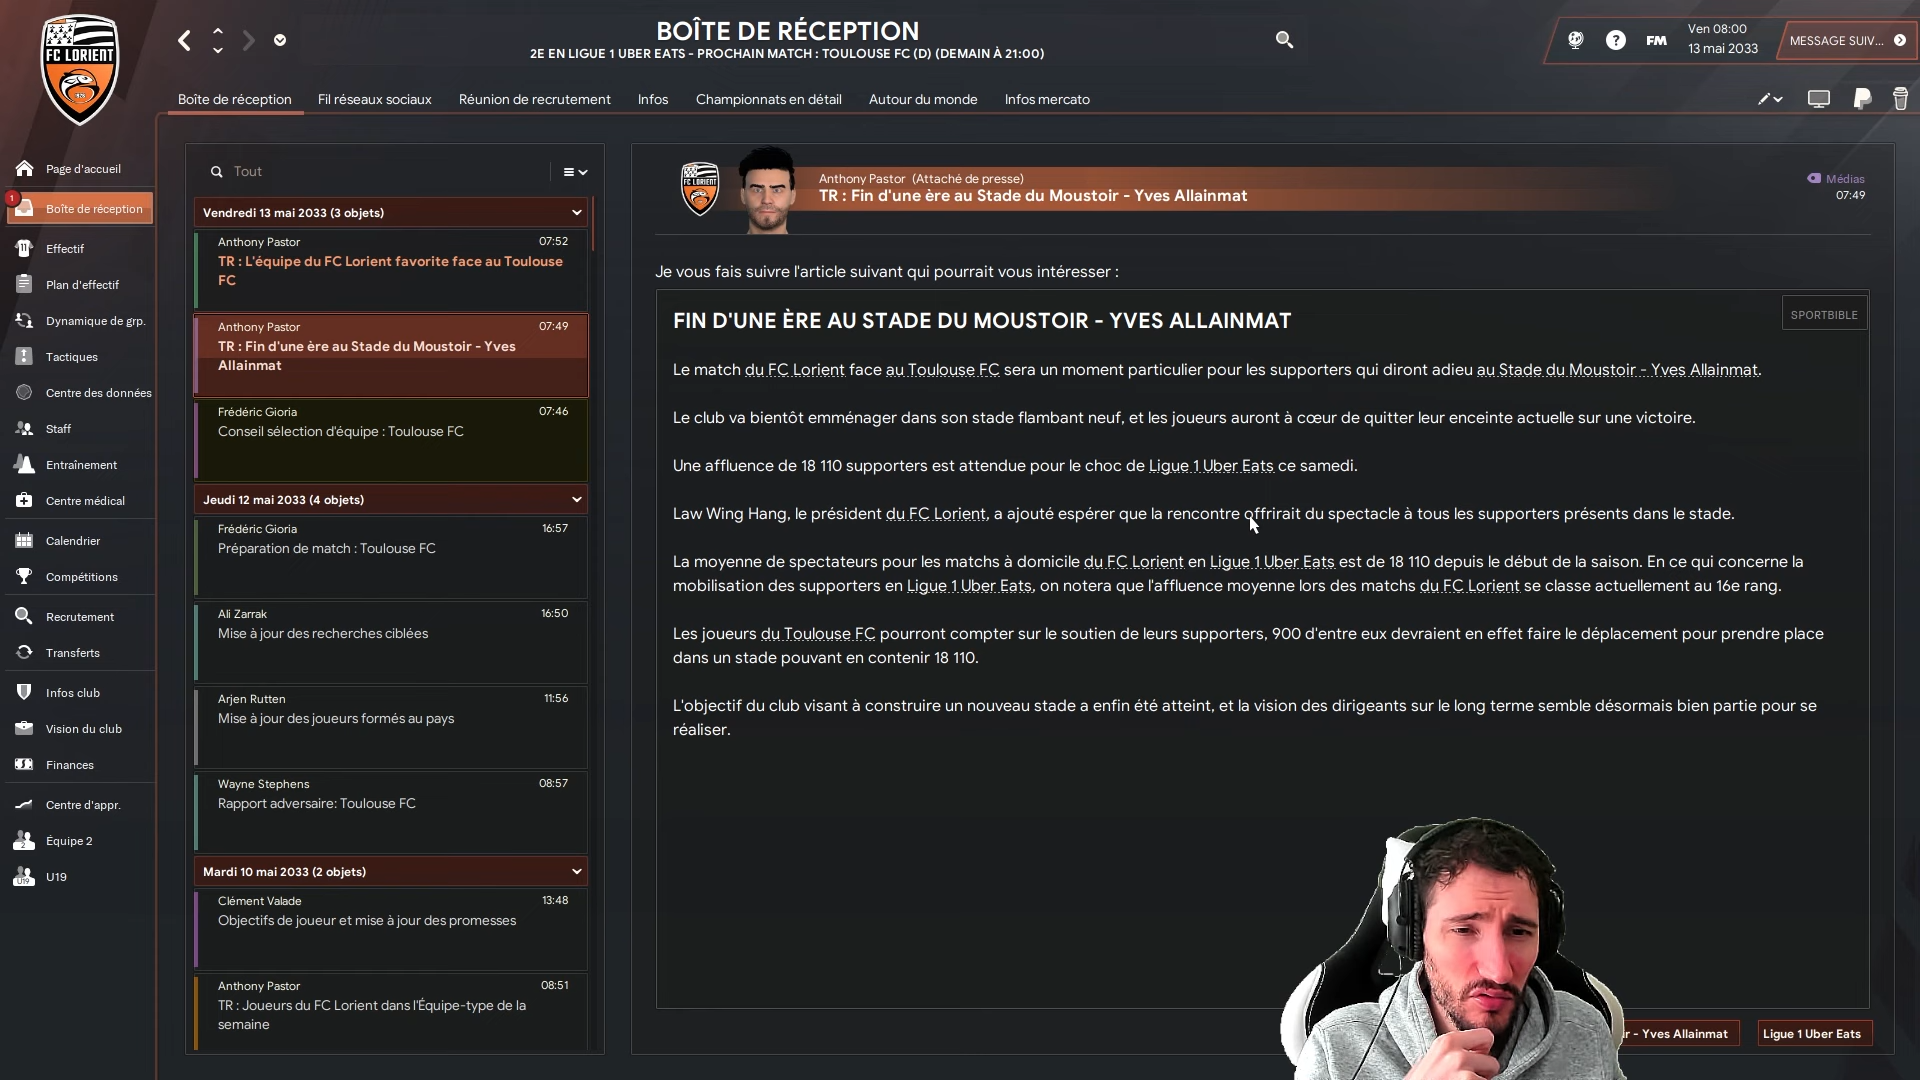 FC LORIENT
BOÎTE DE RÉCEPTION
2E EN LIGUE 1 UBER EATS - PROCHAIN MATCH : TOULOUSE FC (D) (DEMAIN À 21:00)
FM
Ven 08:00
13 mai 2033
MESSAGE SUIV...
Boîte de réception
Fil réseaux sociaux
Réunion de recrutement
Infos
Championnats en détail
Autour du monde
Infos mercato
Page d'accueil
1
Boîte de réception
Effectif
Plan d'effectif
Dynamique de grp.
Tactiques
Centre des données
Staff
Entraînement
Centre médical
Calendrier
Compétitions
Recrutement
Transferts
Infos club
Vision du club
Finances
Centre d'appr.
2
Équipe 2
U19
U19
Tout
Vendredi 13 mai 2033 (3 objets)
Anthony Pastor 07:52
TR : L'équipe du FC Lorient favorite face au Toulouse
FC
Anthony Pastor 07:49
TR : Fin d'une ère au Stade du Moustoir - Yves
Allainmat
Frédéric Gioria 07:46
Conseil sélection d'équipe : Toulouse FC
Jeudi 12 mai 2033 (4 objets)
Frédéric Gioria 16:57
Préparation de match : Toulouse FC
Ali Zarrak 16:50
Mise à jour des recherches ciblées
Arjen Rutten 11:56
Mise à jour des joueurs formés au pays
Wayne Stephens 08:57
Rapport adversaire: Toulouse FC
Mardi 10 mai 2033 (2 objets)
Clément Valade 13:48
Objectifs de joueur et mise à jour des promesses
Anthony Pastor 08:51
TR : Joueurs du FC Lorient dans l'Équipe-type de la
semaine
FC LORIENT
Anthony Pastor (Attaché de presse)
TR : Fin d'une ère au Stade du Moustoir - Yves Allainmat
Médias
07:49
Je vous fais suivre l'article suivant qui pourrait vous intéresser :
FIN D'UNE ÈRE AU STADE DU MOUSTOIR - YVES ALLAINMAT
SPORTBIBLE
Le match du FC Lorient face au Toulouse FC sera un moment particulier pour les supporters qui diront adieu au Stade du Moustoir - Yves Allainmat.
Le club va bientôt emménager dans son stade flambant neuf, et les joueurs auront à cœur de quitter leur enceinte actuelle sur une victoire.
Une affluence de 18 110 supporters est attendue pour le choc de Ligue 1 Uber Eats ce samedi.
Law Wing Hang, le président du FC Lorient, a ajouté espérer que la rencontre offrirait du spectacle à tous les supporters présents dans le stade.
La moyenne de spectateurs pour les matchs à domicile du FC Lorient en Ligue 1 Uber Eats est de 18 110 depuis le début de la saison. En ce qui concerne la
mobilisation des supporters en Ligue 1 Uber Eats, on notera que l'affluence moyenne lors des matchs du FC Lorient se classe actuellement au 16e rang.
Les joueurs du Toulouse FC pourront compter sur le soutien de leurs supporters, 900 d'entre eux devraient en effet faire le déplacement pour prendre place
dans un stade pouvant en contenir 18 110.
L'objectif du club visant à construire un nouveau stade a enfin été atteint, et la vision des dirigeants sur le long terme semble désormais bien partie pour se
réaliser.
r - Yves Allainmat
Ligue 1 Uber Eats